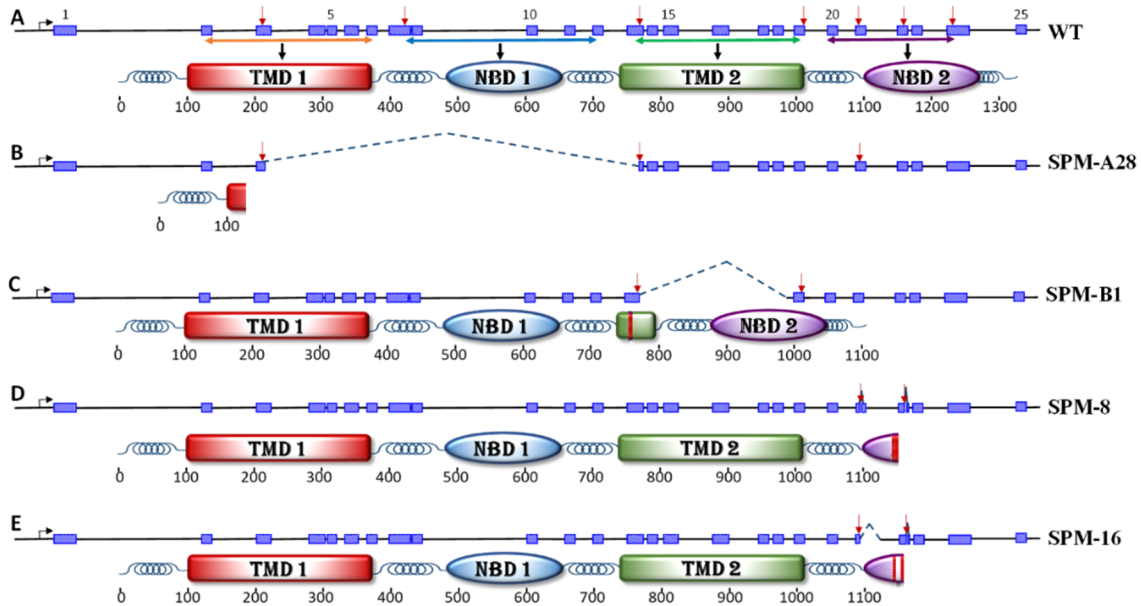 A 1 5 10 15 20 25
WT
TMD 1 NBD 1 TMD 2 NBD 2
0 100 200 300 400 500 600 700 800 900 1000 1100 1200 1300
B
SPM-A28
0 100
C
SPM-B1
TMD 1 NBD 1 NBD 2
0 100 200 300 400 500 600 700 800 900 1000 1100
D
SPM-8
TMD 1 NBD 1 TMD 2
0 100 200 300 400 500 600 700 800 900 1000 1100
E
SPM-16
TMD 1 NBD 1 TMD 2
0 100 200 300 400 500 600 700 800 900 1000 1100